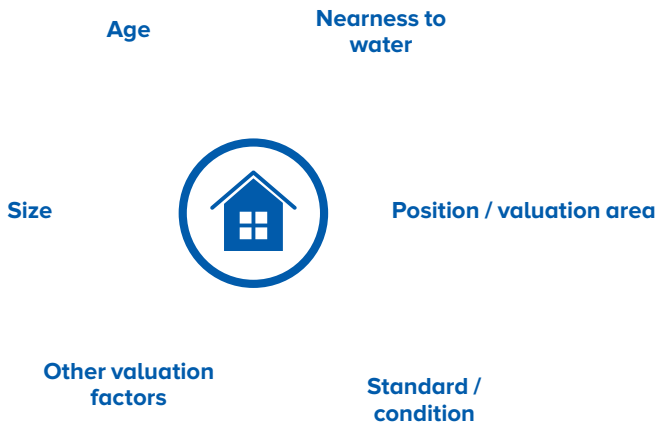 Age
Nearness to
water
Size
Position / valuation area
Other valuation
factors
Standard /
condition